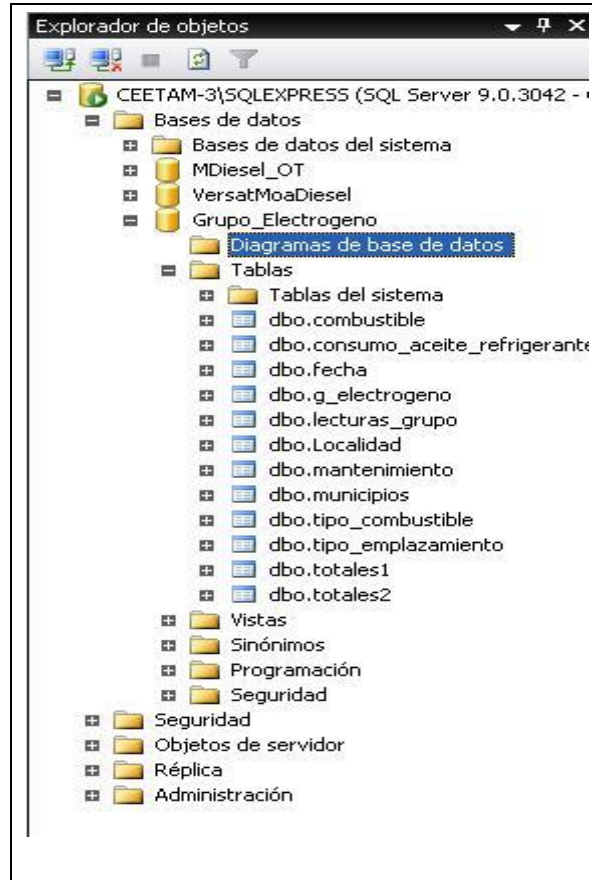 Explorador de objetos
CEETAM-3\SQLEXPRESS (SQL Server 9.0.3042 -
Bases de datos
Bases de datos del sistema
MDiesel_OT
VersatMoaDiesel
Grupo_Electrogeno
Diagramas de base de datos
Tablas
Tablas del sistema
dbo.combustible
dbo.consumo_aceite_refrigerante
dbo.fecha
dbo.g_electrogeno
dbo.lecturas_grupo
dbo.Localidad
dbo.mantenimiento
dbo.municipios
dbo.tipo_combustible
dbo.tipo_emplazamiento
dbo.totales1
dbo.totales2
Vistas
Sinónimos
Programación
Seguridad
Seguridad
Objetos de servidor
Réplica
Administración